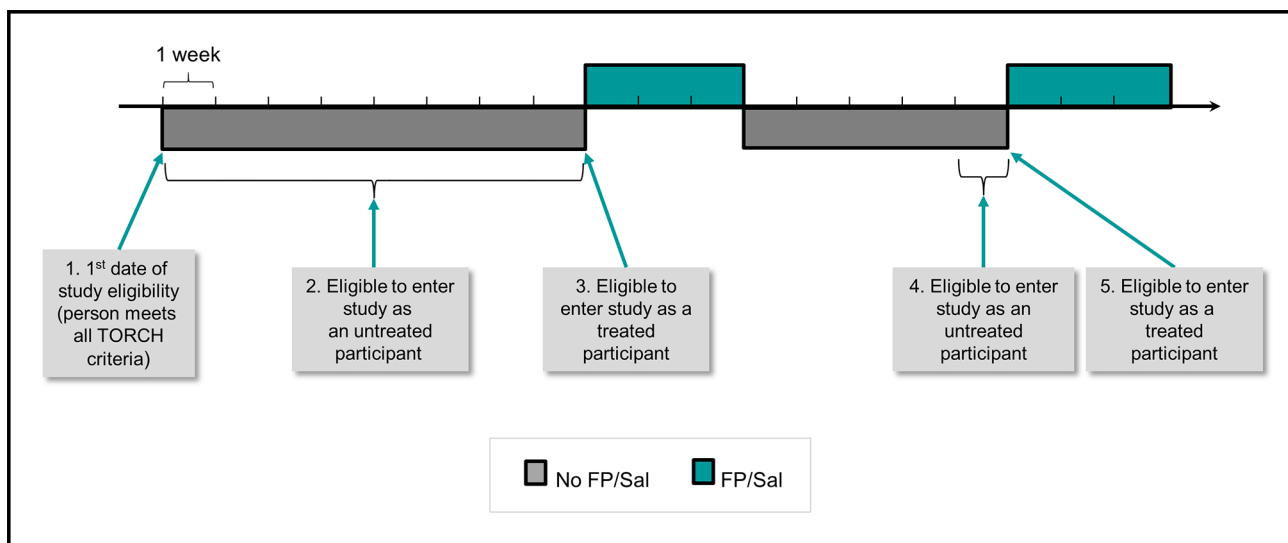 1 week
1. 1st date of
study eligibility
(person meets
all TORCH
criteria)
2. Eligible to enter
study as
an untreated
participant
3. Eligible to
enter study as a
treated
participant
4. Eligible to enter
study as an
untreated
participant
5. Eligible to enter
study as a
treated
participant
No FP/Sal
FP/Sal